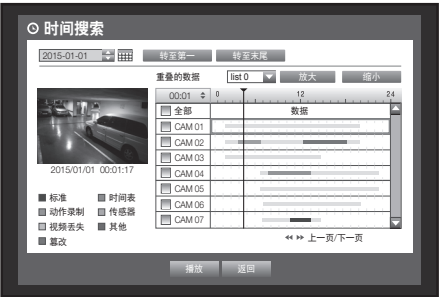 时间搜索
2015-01-01 转至第一 转至末尾
重叠的数据 list 0 放大 缩小
00:01 0 12 24
全部 数据
CAM 01
CAM 02
CAM 03
CAM 04
CAM 05
CAM 06
CAM 07
2015/01/01 00:01:17
标准 时间表
动作录制 传感器
视频丢失 其他
篡改
上一页/下一页
播放 返回